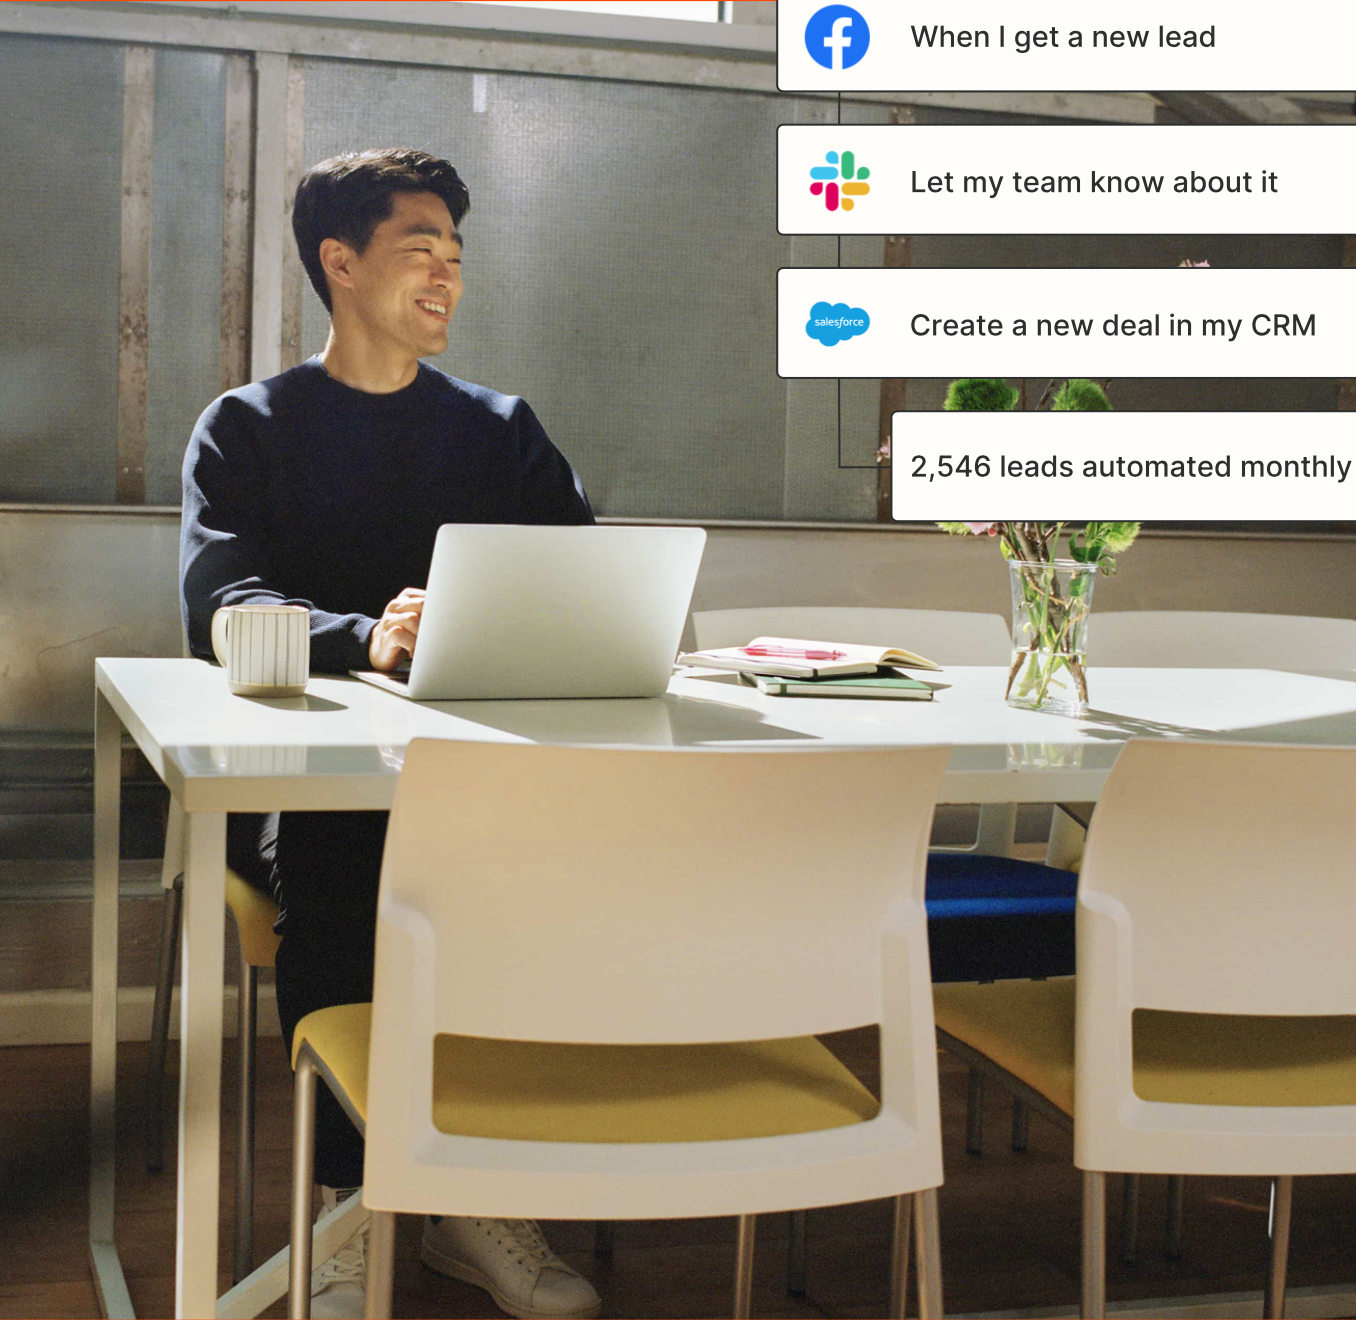 When I get a new lead
Let my team know about it
salesforce
Create a new deal in my CRM
2,546 leads automated monthly